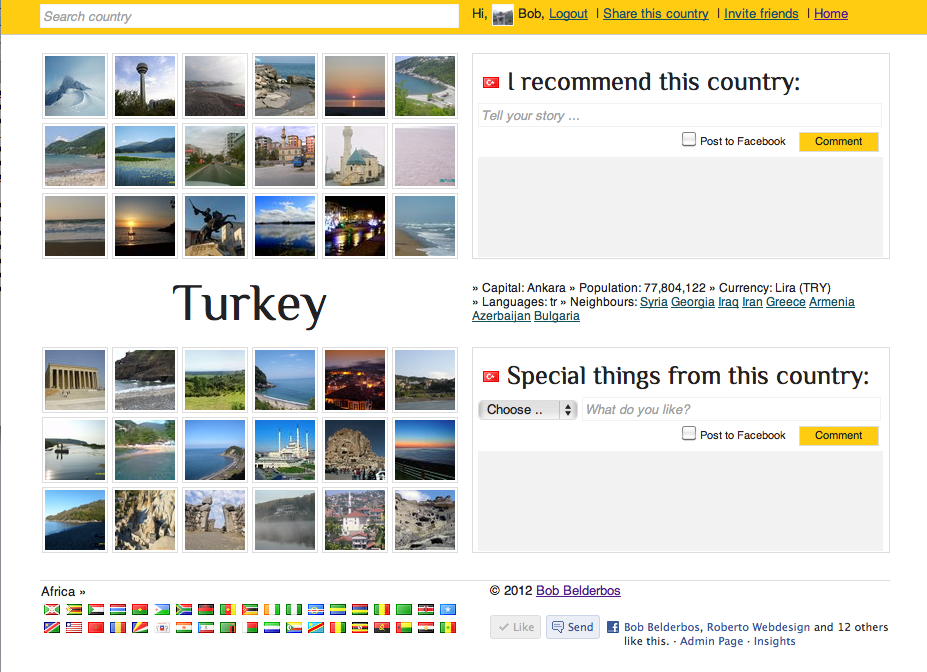 Search country
Hi, Bob, Logout | Share this country | Invite friends | Home
I recommend this country:
Tell your story ...
Post to Facebook Comment
Turkey
» Capital: Ankara » Population: 77,804,122 » Currency: Lira (TRY)
» Languages: tr » Neighbours: Syria Georgia Iraq Iran Greece Armenia
Azerbaijan Bulgaria
Special things from this country:
Choose .. What do you like?
Post to Facebook Comment
Africa »
© 2012 Bob Belderbos
Like Send Bob Belderbos, Roberto Webdesign and 12 others
like this. · Admin Page · Insights